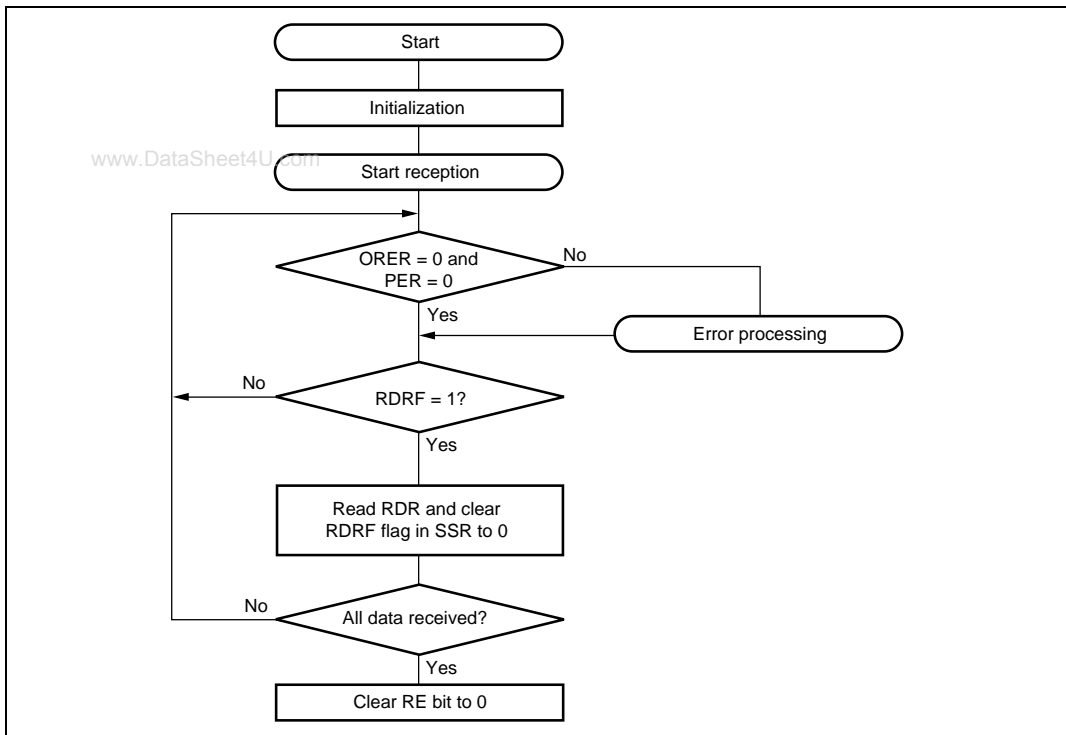 Start
Initialization
www.DataSheet4U.com
Start reception
ORER = 0 and
PER = 0
No
Yes
Error processing
No
RDRF = 1?
Yes
Read RDR and clear
RDRF flag in SSR to 0
No
All data received?
Yes
Clear RE bit to 0